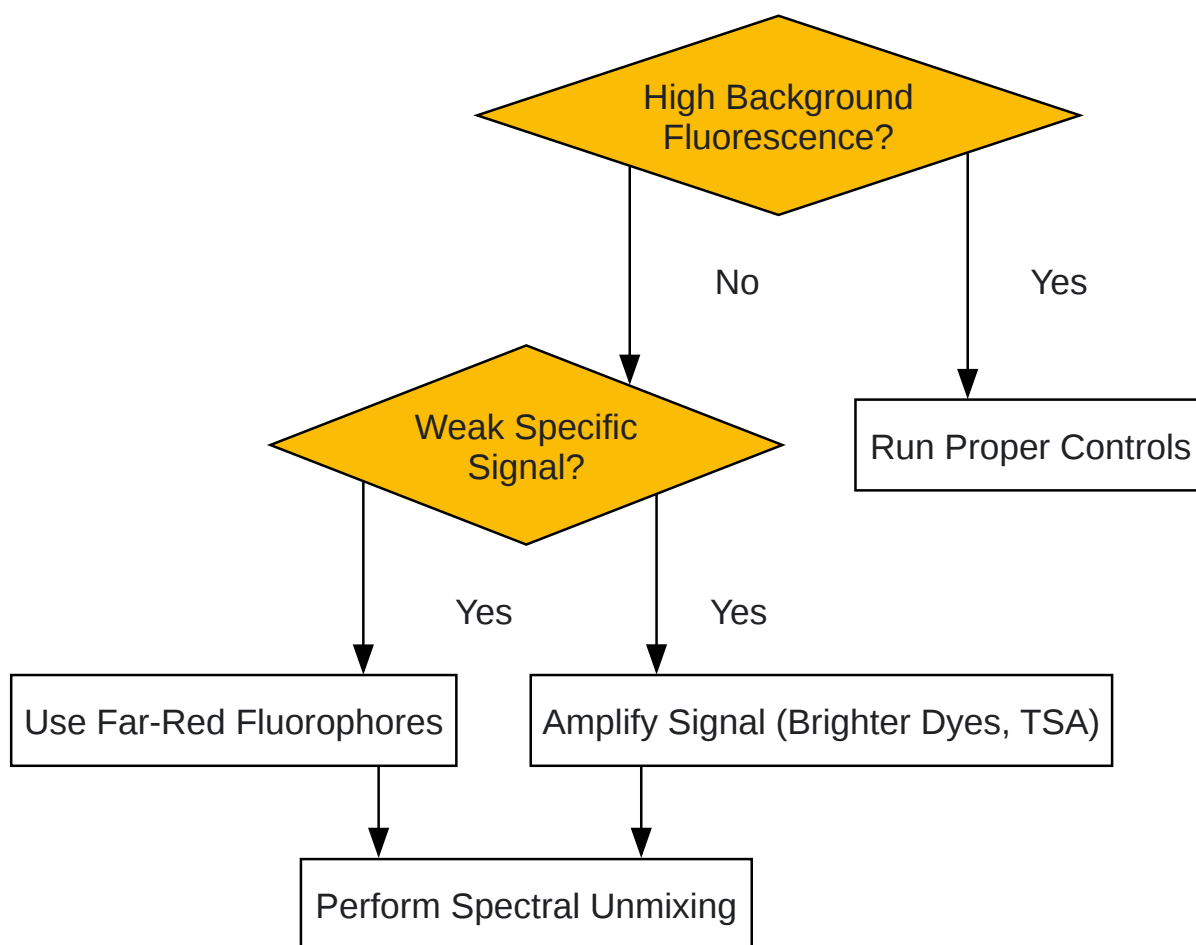 High Background
Fluorescence?
No
Yes
Weak Specific
Signal?
Run Proper Controls
Yes
Yes
Use Far-Red Fluorophores
Amplify Signal (Brighter Dyes, TSA)
Perform Spectral Unmixing